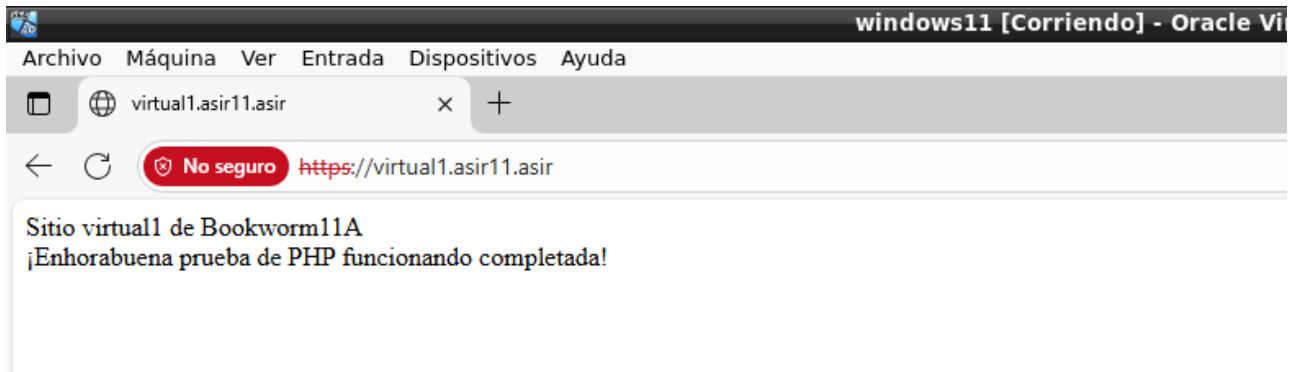 windows11 [Corriendo] - Oracle Vi
Archivo Máquina Ver Entrada Dispositivos Ayuda
virtual1.asir11.asir
No seguro https://virtual1.asir11.asir
Sitio virtual1 de Bookworm11A
¡Enhorabuena prueba de PHP funcionando completada!